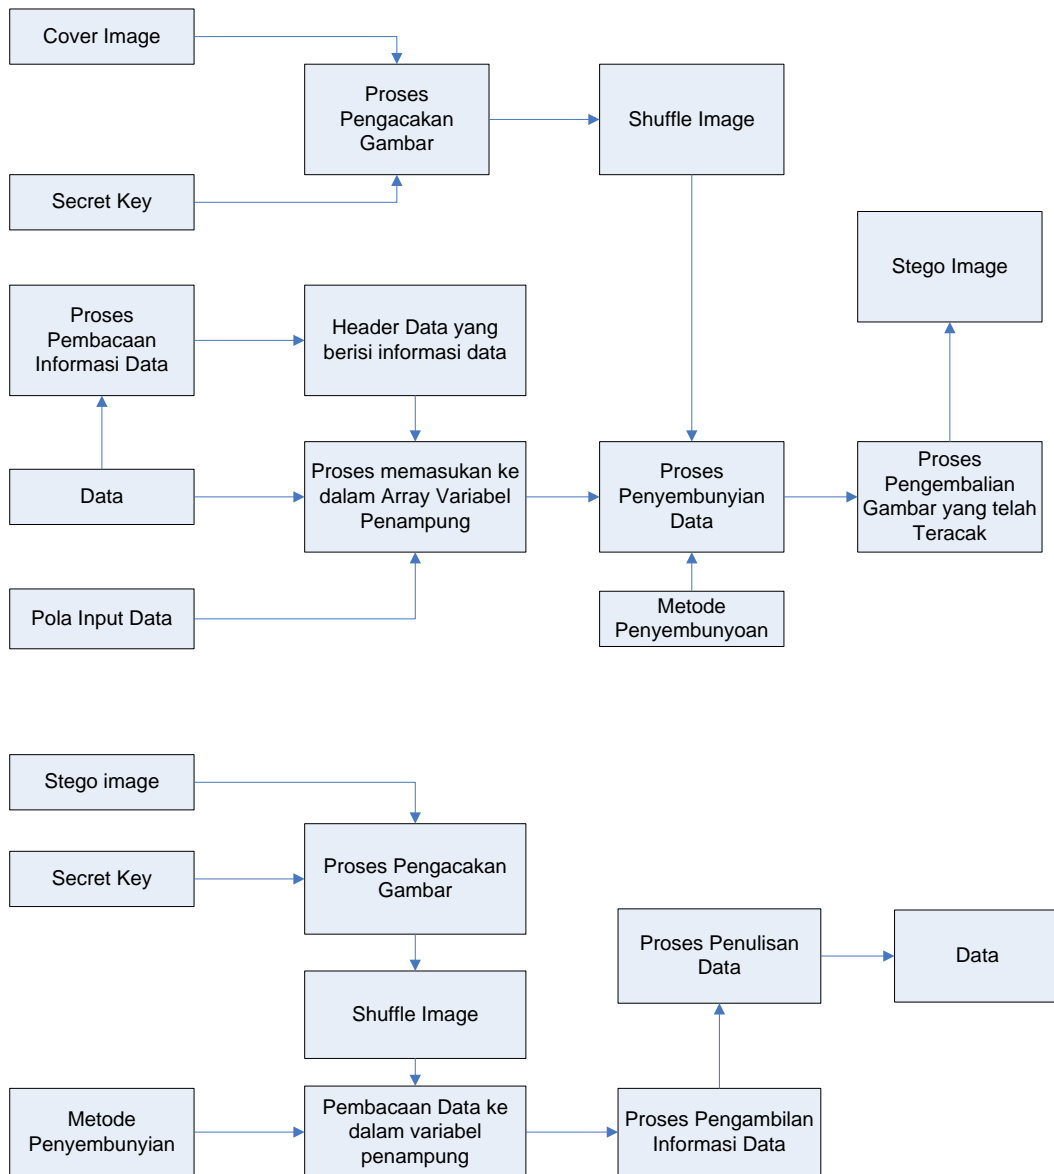 Cover Image
Proses
Pengacakan
Gambar
Shuffle Image
Secret Key
Stego Image
Proses
Pembacaan
Informasi Data
Header Data yang
berisi informasi data
Data
Proses memasukan ke
dalam Array Variabel
Penampung
Proses
Penyembunyian
Data
Proses
Pengembalian
Gambar yang telah
Teracak
Pola Input Data
Metode
Penyembunyoan
Stego image
Secret Key
Proses Pengacakan
Gambar
Proses Penulisan
Data
Data
Shuffle Image
Metode
Penyembunyian
Pembacaan Data ke
dalam variabel
penampung
Proses Pengambilan
Informasi Data